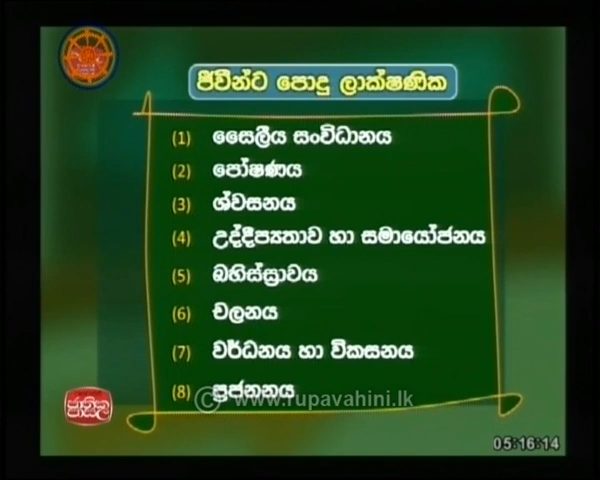 ජීවීන්ට පොදු ලාක්ෂණික
(1) සෛලීය සංවිධානය
(2) පෝෂණය
(3) ශ්වසනය
(4) උද්දීප්‍යතාව හා සමායෝජනය
(5) බහිස්ස්‍රාවය
(6) චලනය
(7) වර්ධනය හා විකසනය
(8) ප්‍රජනනය
© www.rupavahini.lk
ජාතික
පාසල
05:16:14